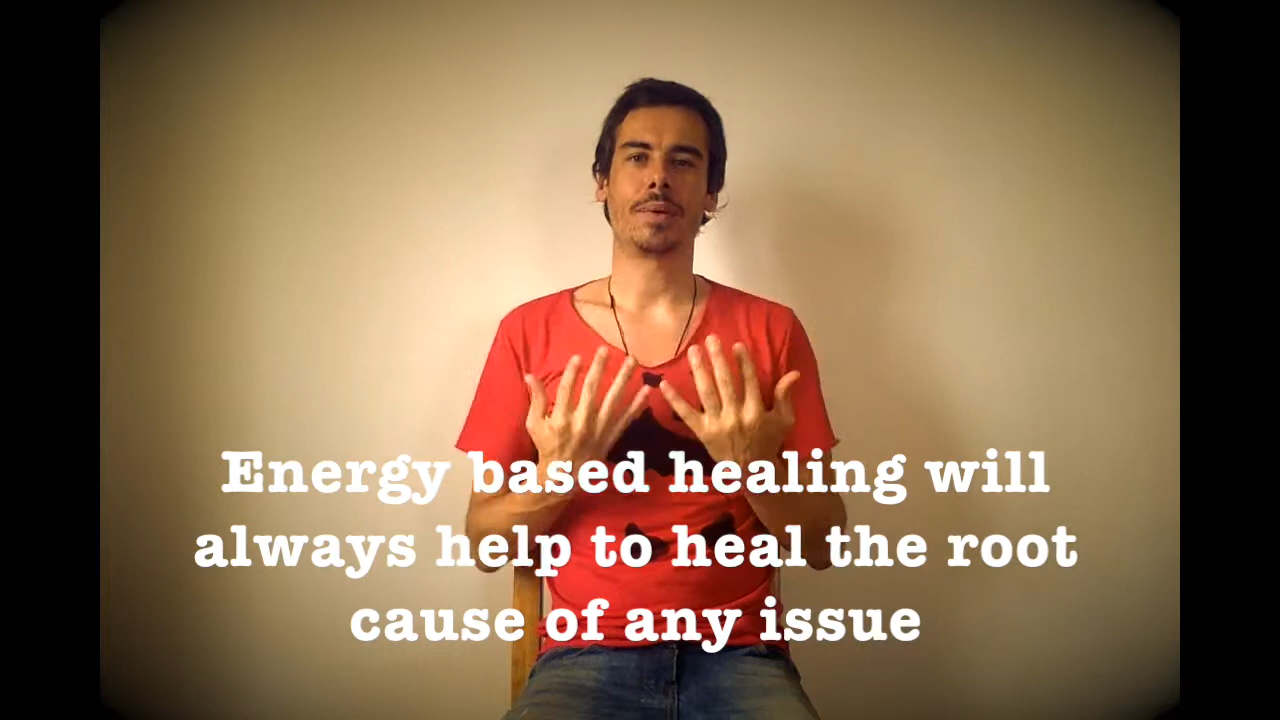 Energy based healing will
always help to heal the root
cause of any issue